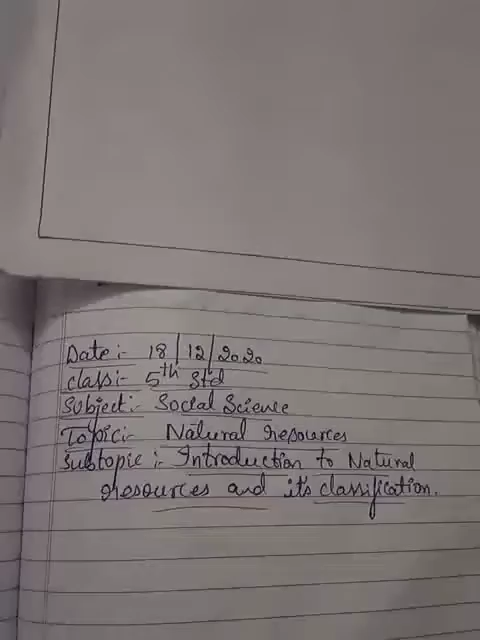 Date:- 18/12/2020
class:- 5th Std
Subject:- Social Science
Topic:- Natural resources
Subtopic:- Introduction to Natural
resources and its classification.